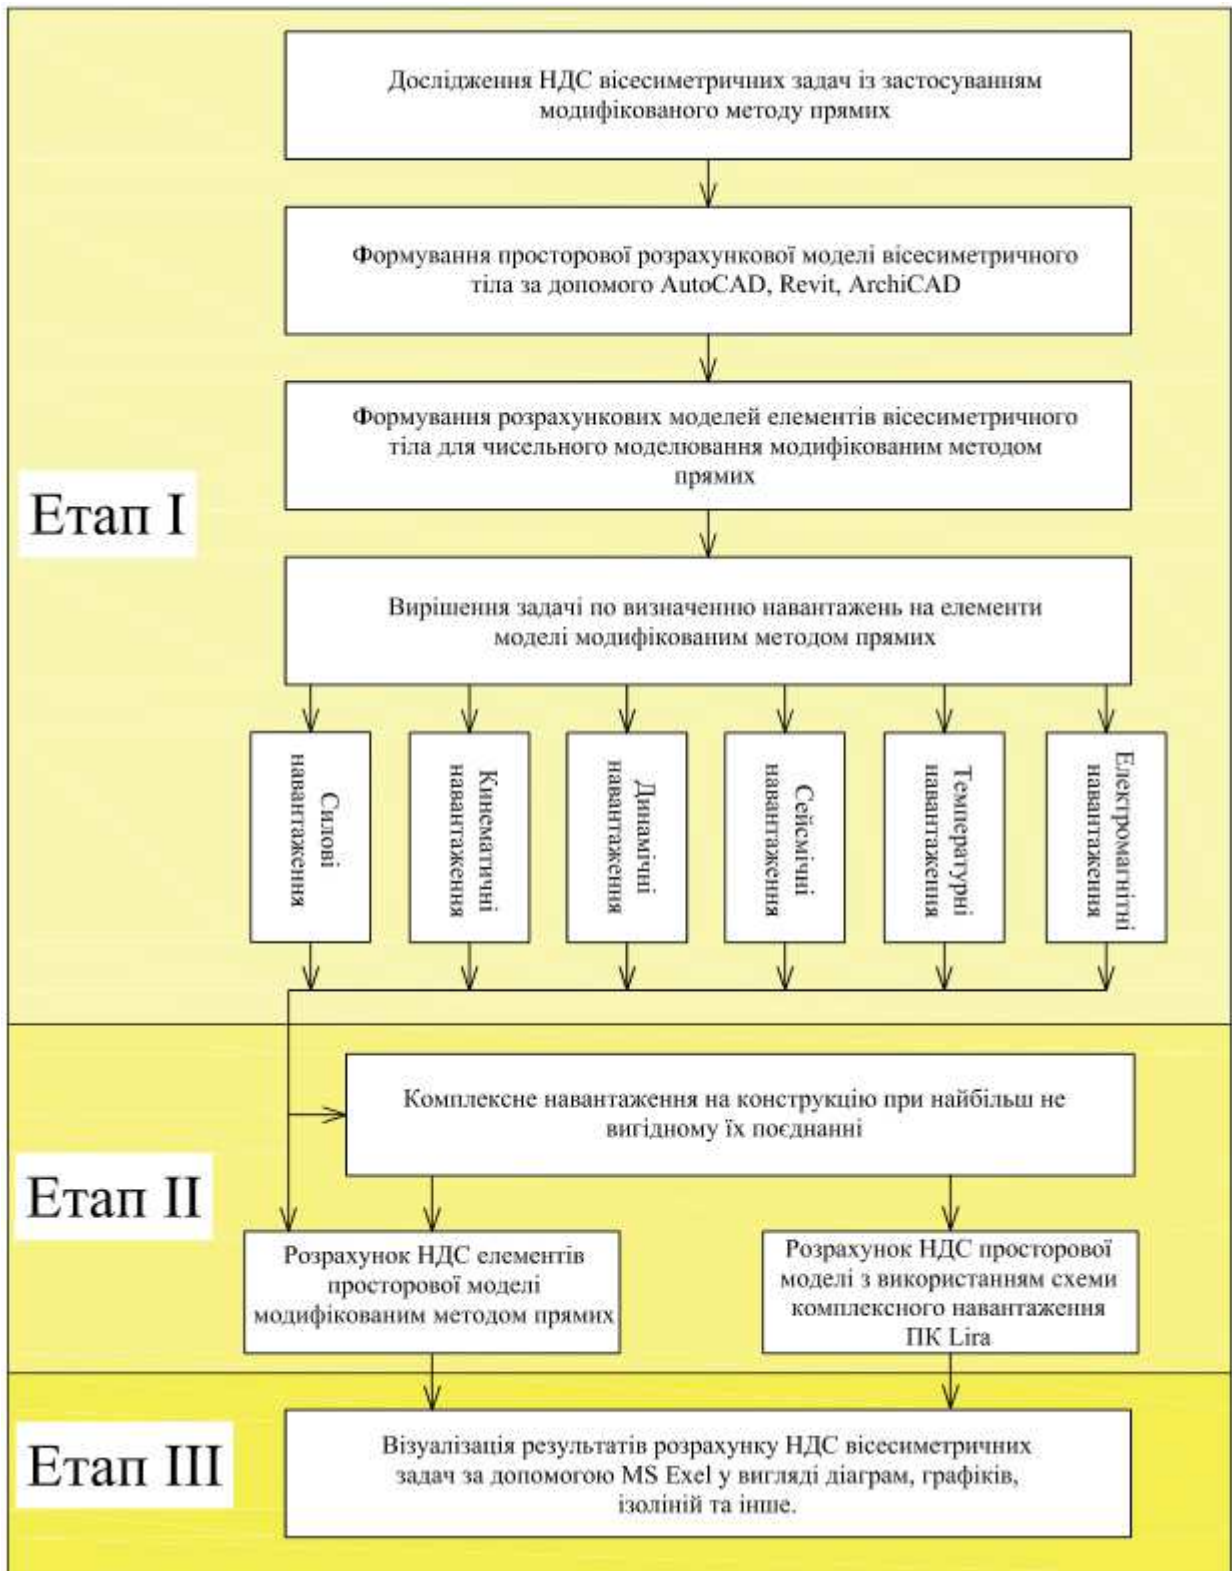 Дослідження НДС вісесиметричних задач із застосуванням
модифікованого методу прямих
Формування просторової розрахункової моделі вісесиметричного
тіла за допомого AutoCAD, Revit, ArchiCAD
Формування розрахункових моделей елементів вісесиметричного
тіла для чисельного моделювання модифікованим методом
прямих
Етап I
Вирішення задачі по визначенню навантажень на елементи
моделі модифікованим методом прямих
Силові
навантаження
Кинематичні
навантаження
Динамічні
навантаження
Сейсмічні
навантаження
Температурні
навантаження
Електромагнітні
навантаження
Комплексне навантаження на конструкцію при найбільш не
вигідному їх поєднанні
Етап II
Розрахунок НДС елементів
просторової моделі
модифікованим методом прямих
Розрахунок НДС просторової
моделі з використанням схеми
комплексного навантаження
ПК Lira
Етап III
Візуалізація результатів розрахунку НДС вісесиметричних
задач за допомогою MS Exel у вигляді діаграм, графіків,
ізоліній та інше.